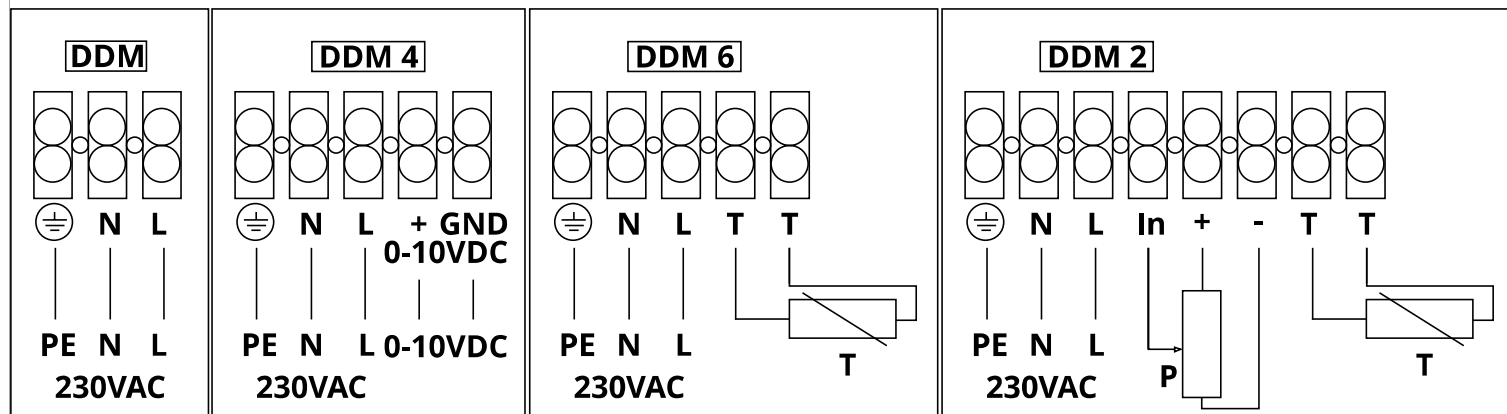 DDM
N L
PE N L
230VAC
DDM 4
N L + GND
0-10VDC
PE N L 0-10VDC
230VAC
DDM 6
N L T T
PE N L
230VAC
T
DDM 2
N L In + - T T
PE N L
230VAC
P
T